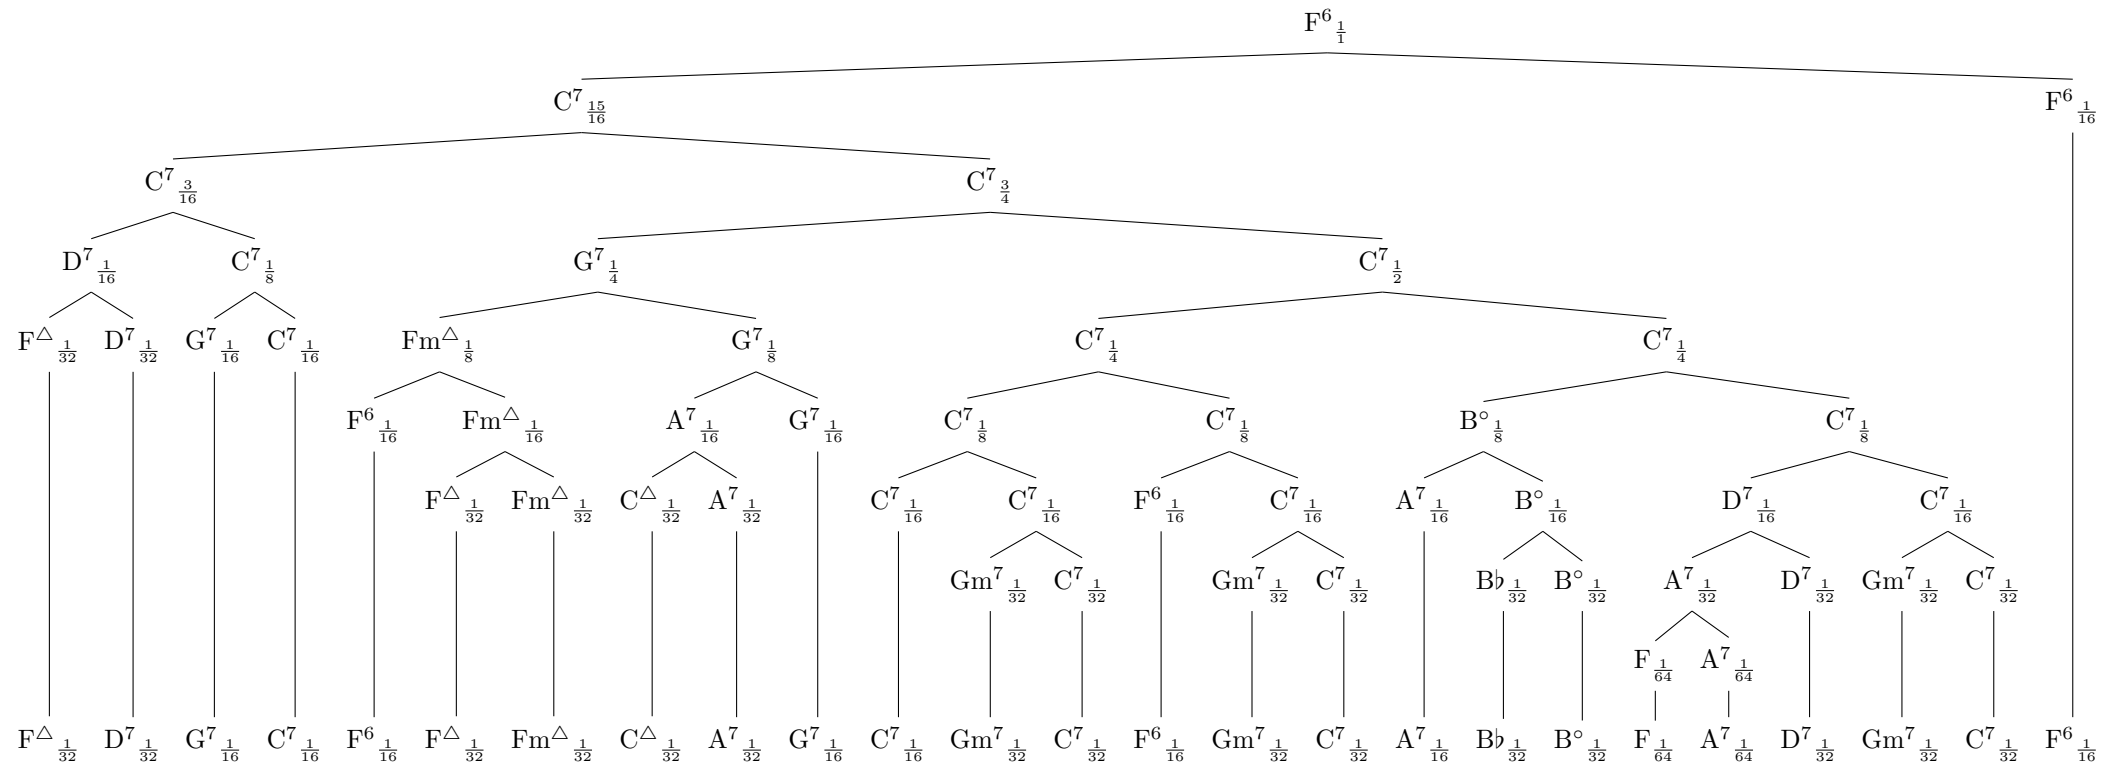 F⁶ 1/1
C⁷ 15/16 F⁶ 1/16
C⁷ 3/16 C⁷ 3/4
D⁷ 1/16 C⁷ 1/8 G⁷ 1/4 C⁷ 1/2
F△ 1/32 D⁷ 1/32 G⁷ 1/16 C⁷ 1/16 Fm△ 1/8 G⁷ 1/8 C⁷ 1/4 C⁷ 1/4
F⁶ 1/16 Fm△ 1/16 A⁷ 1/16 G⁷ 1/16 C⁷ 1/8 C⁷ 1/8 B° 1/8 C⁷ 1/8
F△ 1/32 Fm△ 1/32 C△ 1/32 A⁷ 1/32 C⁷ 1/16 C⁷ 1/16 F⁶ 1/16 C⁷ 1/16 A⁷ 1/16 B° 1/16 D⁷ 1/16 C⁷ 1/16
Gm⁷ 1/32 C⁷ 1/32 Gm⁷ 1/32 C⁷ 1/32 B♭ 1/32 B° 1/32 A⁷ 1/32 D⁷ 1/32 Gm⁷ 1/32 C⁷ 1/32
F 1/64 A⁷ 1/64
F△ 1/32 D⁷ 1/32 G⁷ 1/16 C⁷ 1/16 F⁶ 1/16 F△ 1/32 Fm△ 1/32 C△ 1/32 A⁷ 1/32 G⁷ 1/16 C⁷ 1/16 Gm⁷ 1/32 C⁷ 1/32 F⁶ 1/16 Gm⁷ 1/32 C⁷ 1/32 A⁷ 1/16 B♭ 1/32 B° 1/32 F 1/64 A⁷ 1/64 D⁷ 1/32 Gm⁷ 1/32 C⁷ 1/32 F⁶ 1/16